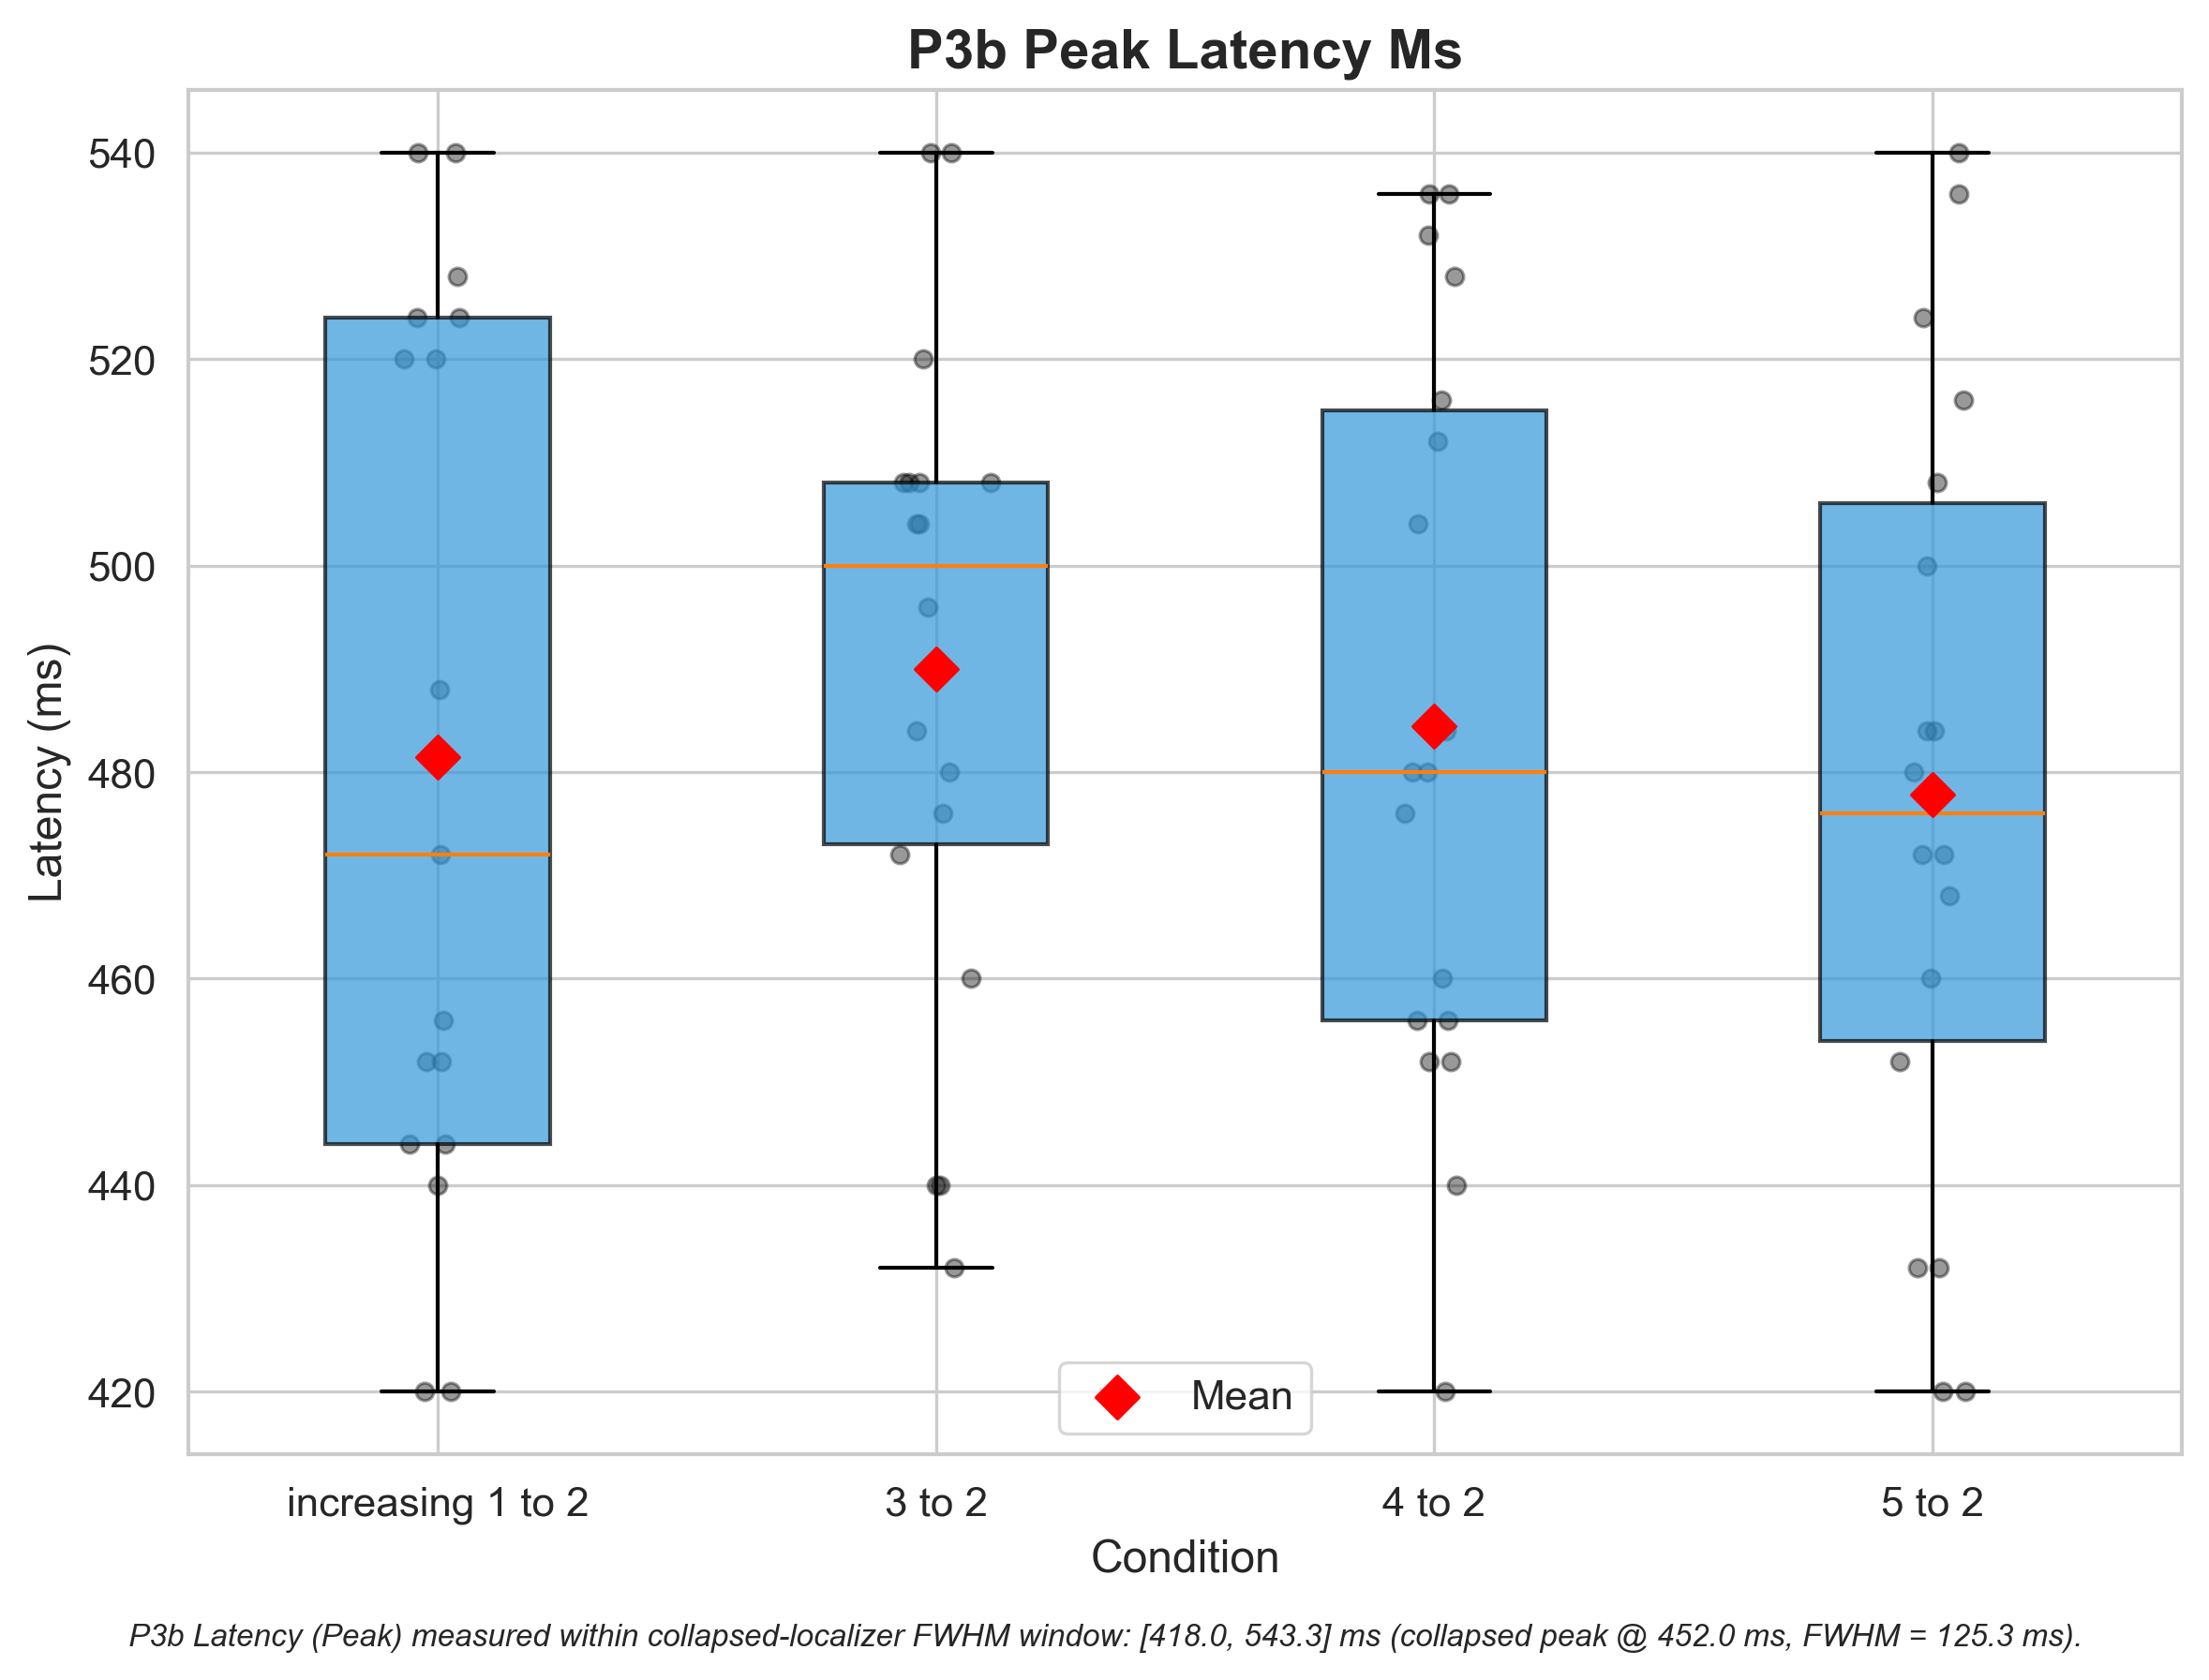 P3b Peak Latency Ms
540
520
500
480
460
440
420
Latency (ms)
Mean
increasing 1 to 2
3 to 2
4 to 2
5 to 2
Condition
P3b Latency (Peak) measured within collapsed-localizer FWHM window: [418.0, 543.3] ms (collapsed peak @ 452.0 ms, FWHM = 125.3 ms).